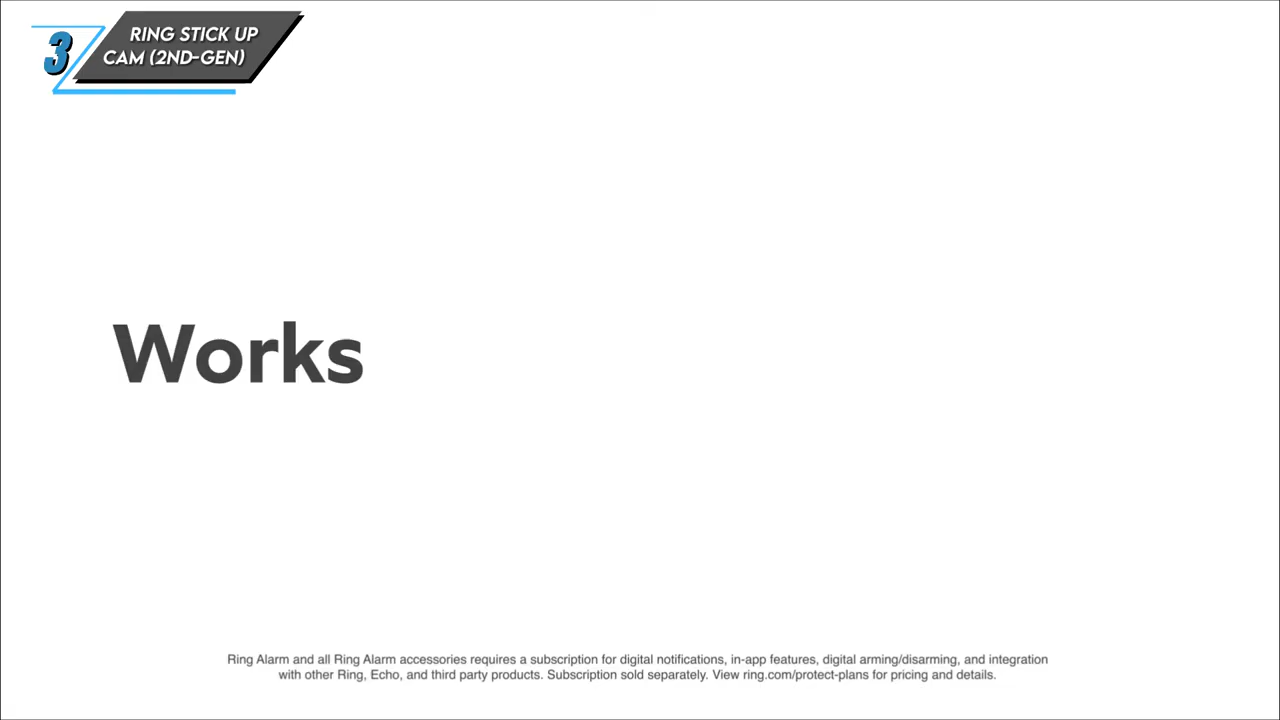 3
RING STICK UP
CAM (2ND-GEN)
Works
Ring Alarm and all Ring Alarm accessories requires a subscription for digital notifications, in-app features, digital arming/disarming, and integration
with other Ring, Echo, and third party products. Subscription sold separately. View ring.com/protect-plans for pricing and details.